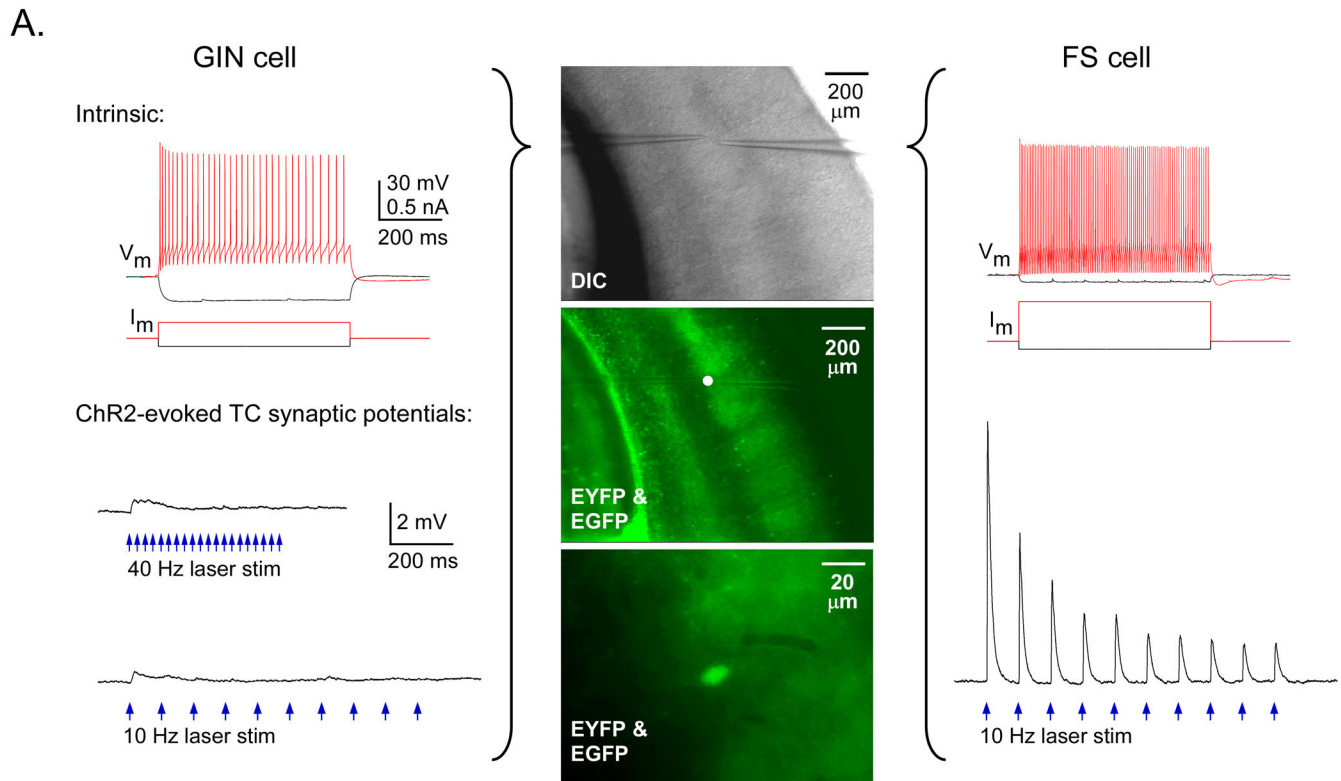 A.
GIN cell
Intrinsic:
30 mV
0.5 nA
200 ms
Vm
Im
ChR2-evoked TC synaptic potentials:
40 Hz laser stim
2 mV
200 ms
10 Hz laser stim
200
μm
DIC
200
μm
EYFP &
EGFP
20
μm
EYFP &
EGFP
FS cell
Vm
Im
10 Hz laser stim